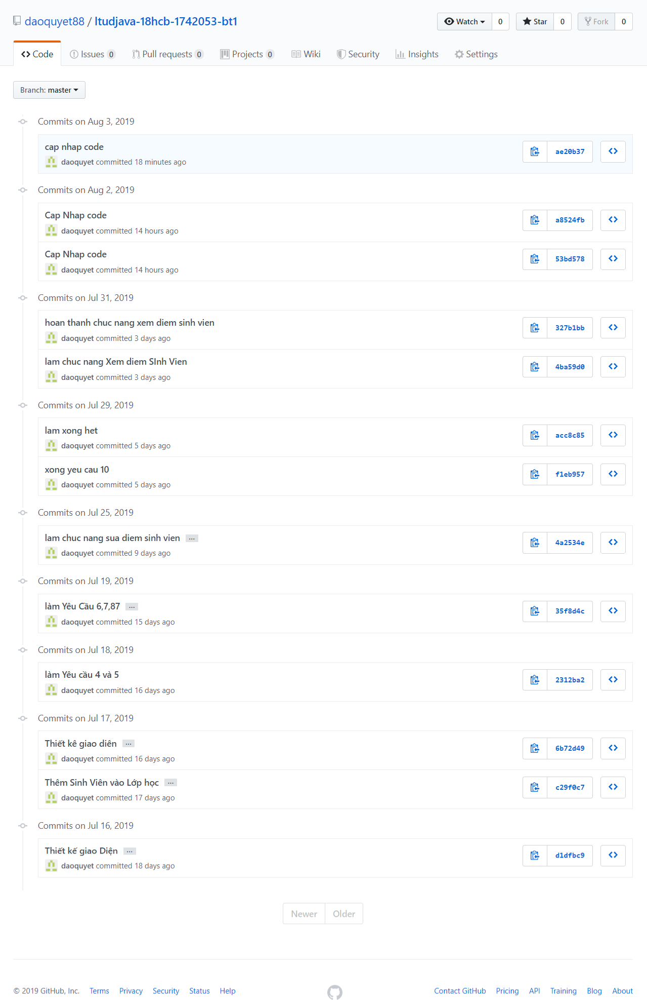 daoquyet88 / ltudjava-18hcb-1742053-bt1
Watch 0 Star 0 Fork 0
Code Issues 0 Pull requests 0 Projects 0 Wiki Security Insights Settings
Branch: master
Commits on Aug 3, 2019
cap nhap code
ae20b37
daoquyet committed 18 minutes ago
Commits on Aug 2, 2019
Cap Nhap code
a8524fb
daoquyet committed 14 hours ago
Cap Nhap code
53bd578
daoquyet committed 14 hours ago
Commits on Jul 31, 2019
hoan thanh chuc nang xem diem sinh vien
327b1bb
daoquyet committed 3 days ago
lam chuc nang Xem diem SInh Vien
4ba59d0
daoquyet committed 3 days ago
Commits on Jul 29, 2019
lam xong het
acc8c85
daoquyet committed 5 days ago
xong yeu cau 10
f1eb957
daoquyet committed 5 days ago
Commits on Jul 25, 2019
lam chuc nang sua diem sinh vien ...
4a2534e
daoquyet committed 9 days ago
Commits on Jul 19, 2019
làm Yêu Cầu 6,7,87 ...
35f8d4c
daoquyet committed 15 days ago
Commits on Jul 18, 2019
làm Yêu cầu 4 và 5
2312ba2
daoquyet committed 16 days ago
Commits on Jul 17, 2019
Thiết kê giao diên ...
6b72d49
daoquyet committed 16 days ago
Thêm Sinh Viên vào Lớp học ...
c29f0c7
daoquyet committed 17 days ago
Commits on Jul 16, 2019
Thiết kế giao Diện ...
d1dfbc9
daoquyet committed 18 days ago
Newer Older
© 2019 GitHub, Inc. Terms Privacy Security Status Help Contact GitHub Pricing API Training Blog About